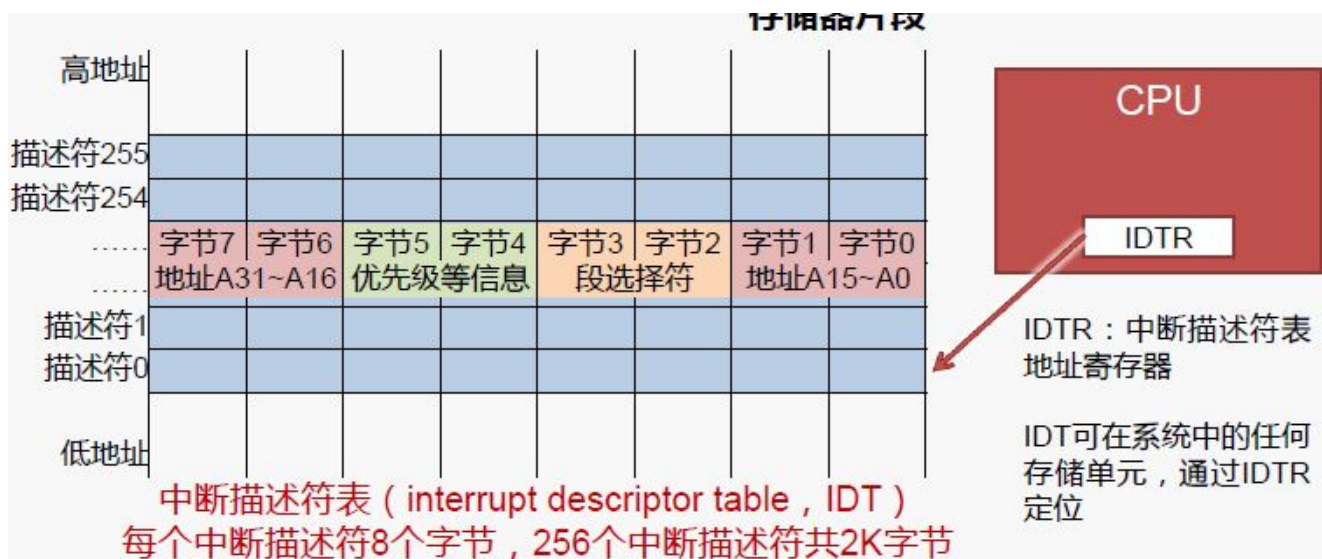 存储器片段
高地址
描述符255
描述符254
…… 字节7 字节6 字节5 字节4 字节3 字节2 字节1 字节0
…… 地址A31~A16 优先级等信息 段选择符 地址A15~A0
描述符1
描述符0
低地址
中断描述符表（interrupt descriptor table，IDT）
每个中断描述符8个字节，256个中断描述符共2K字节
CPU
IDTR
IDTR：中断描述符表
地址寄存器
IDT可在系统中的任何
存储单元，通过IDTR
定位